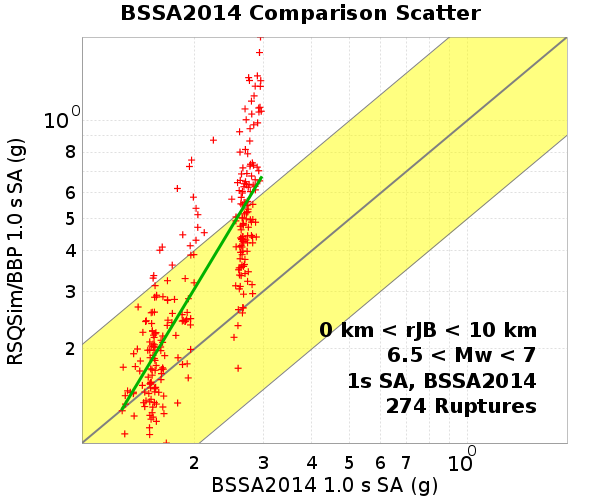 BSSA2014 Comparison Scatter
RSQSim/BBP 1.0 s SA (g)
10⁰
8
6
5
4
3
2
0 km < rJB < 10 km
6.5 < Mw < 7
1s SA, BSSA2014
274 Ruptures
2 3 4 5 6 7 10⁰
BSSA2014 1.0 s SA (g)